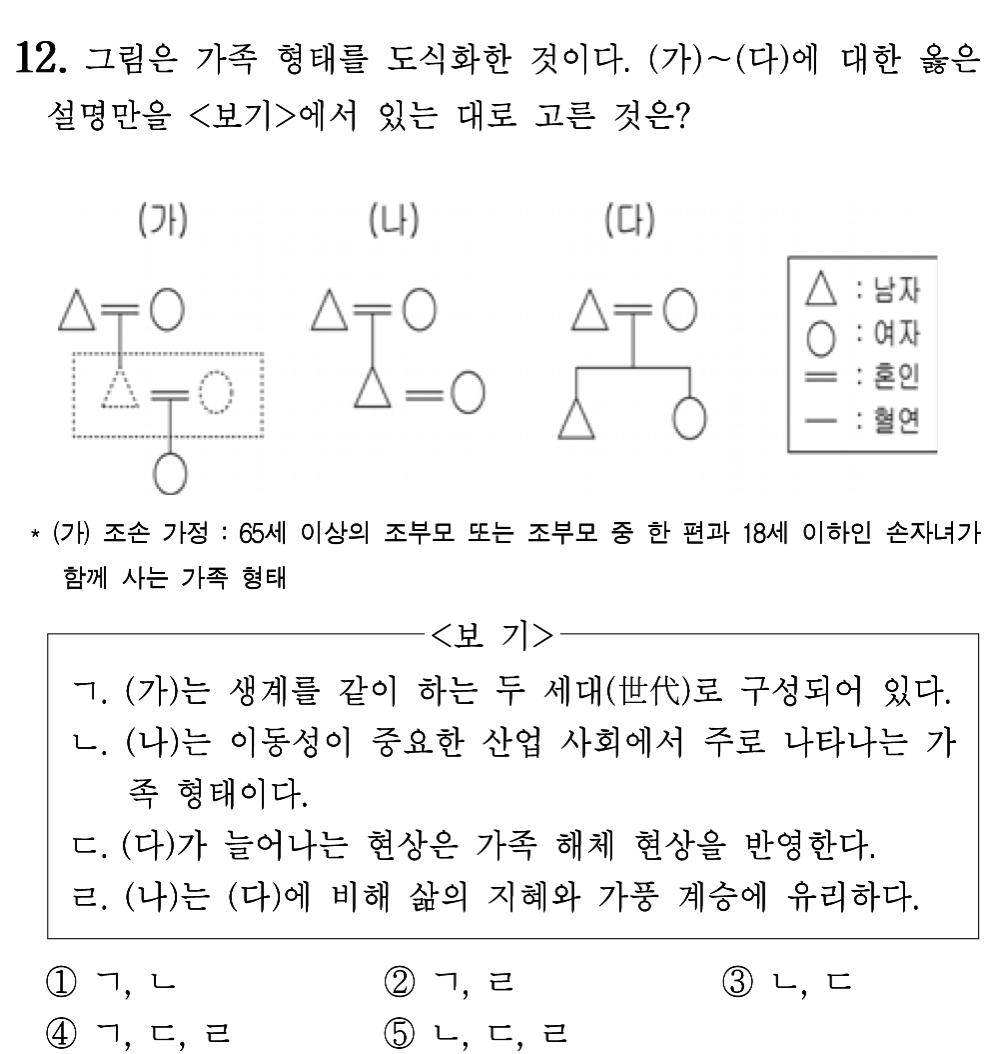 12. 그림은 가족 형태를 도식화한 것이다. (가)~(다)에 대한 옳은
설명만을 <보기>에서 있는 대로 고른 것은?
(가) (나) (다)
△ : 남자
○ : 여자
═ : 혼인
─ : 혈연
* (가) 조손 가정 : 65세 이상의 조부모 또는 조부모 중 한 편과 18세 이하인 손자녀가
함께 사는 가족 형태
<보 기>
ㄱ. (가)는 생계를 같이 하는 두 세대(世代)로 구성되어 있다.
ㄴ. (나)는 이동성이 중요한 산업 사회에서 주로 나타나는 가
족 형태이다.
ㄷ. (다)가 늘어나는 현상은 가족 해체 현상을 반영한다.
ㄹ. (나)는 (다)에 비해 삶의 지혜와 가풍 계승에 유리하다.
① ㄱ, ㄴ ② ㄱ, ㄹ ③ ㄴ, ㄷ
④ ㄱ, ㄷ, ㄹ ⑤ ㄴ, ㄷ, ㄹ